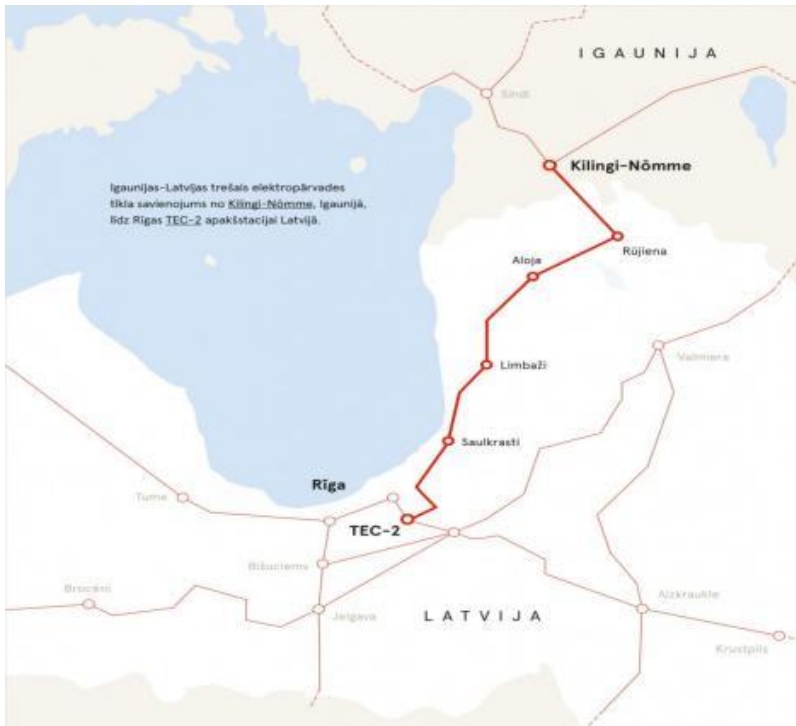 IGAUNIJA
Sindi
Kilingi-Nõmme
Igaunijas-Latvijas trešais elektropārvades
tīkla savienojums no Kilingi-Nõmme, Igaunijā,
līdz Rīgas TEC-2 apakšstacijai Latvijā.
Rūjiena
Aloja
Valmiera
Limbaži
Saulkrasti
Rīga
Tume
TEC-2
Bišuciems
Brocēni
Aizkraukle
Jelgava
LATVIJA
Krustpils